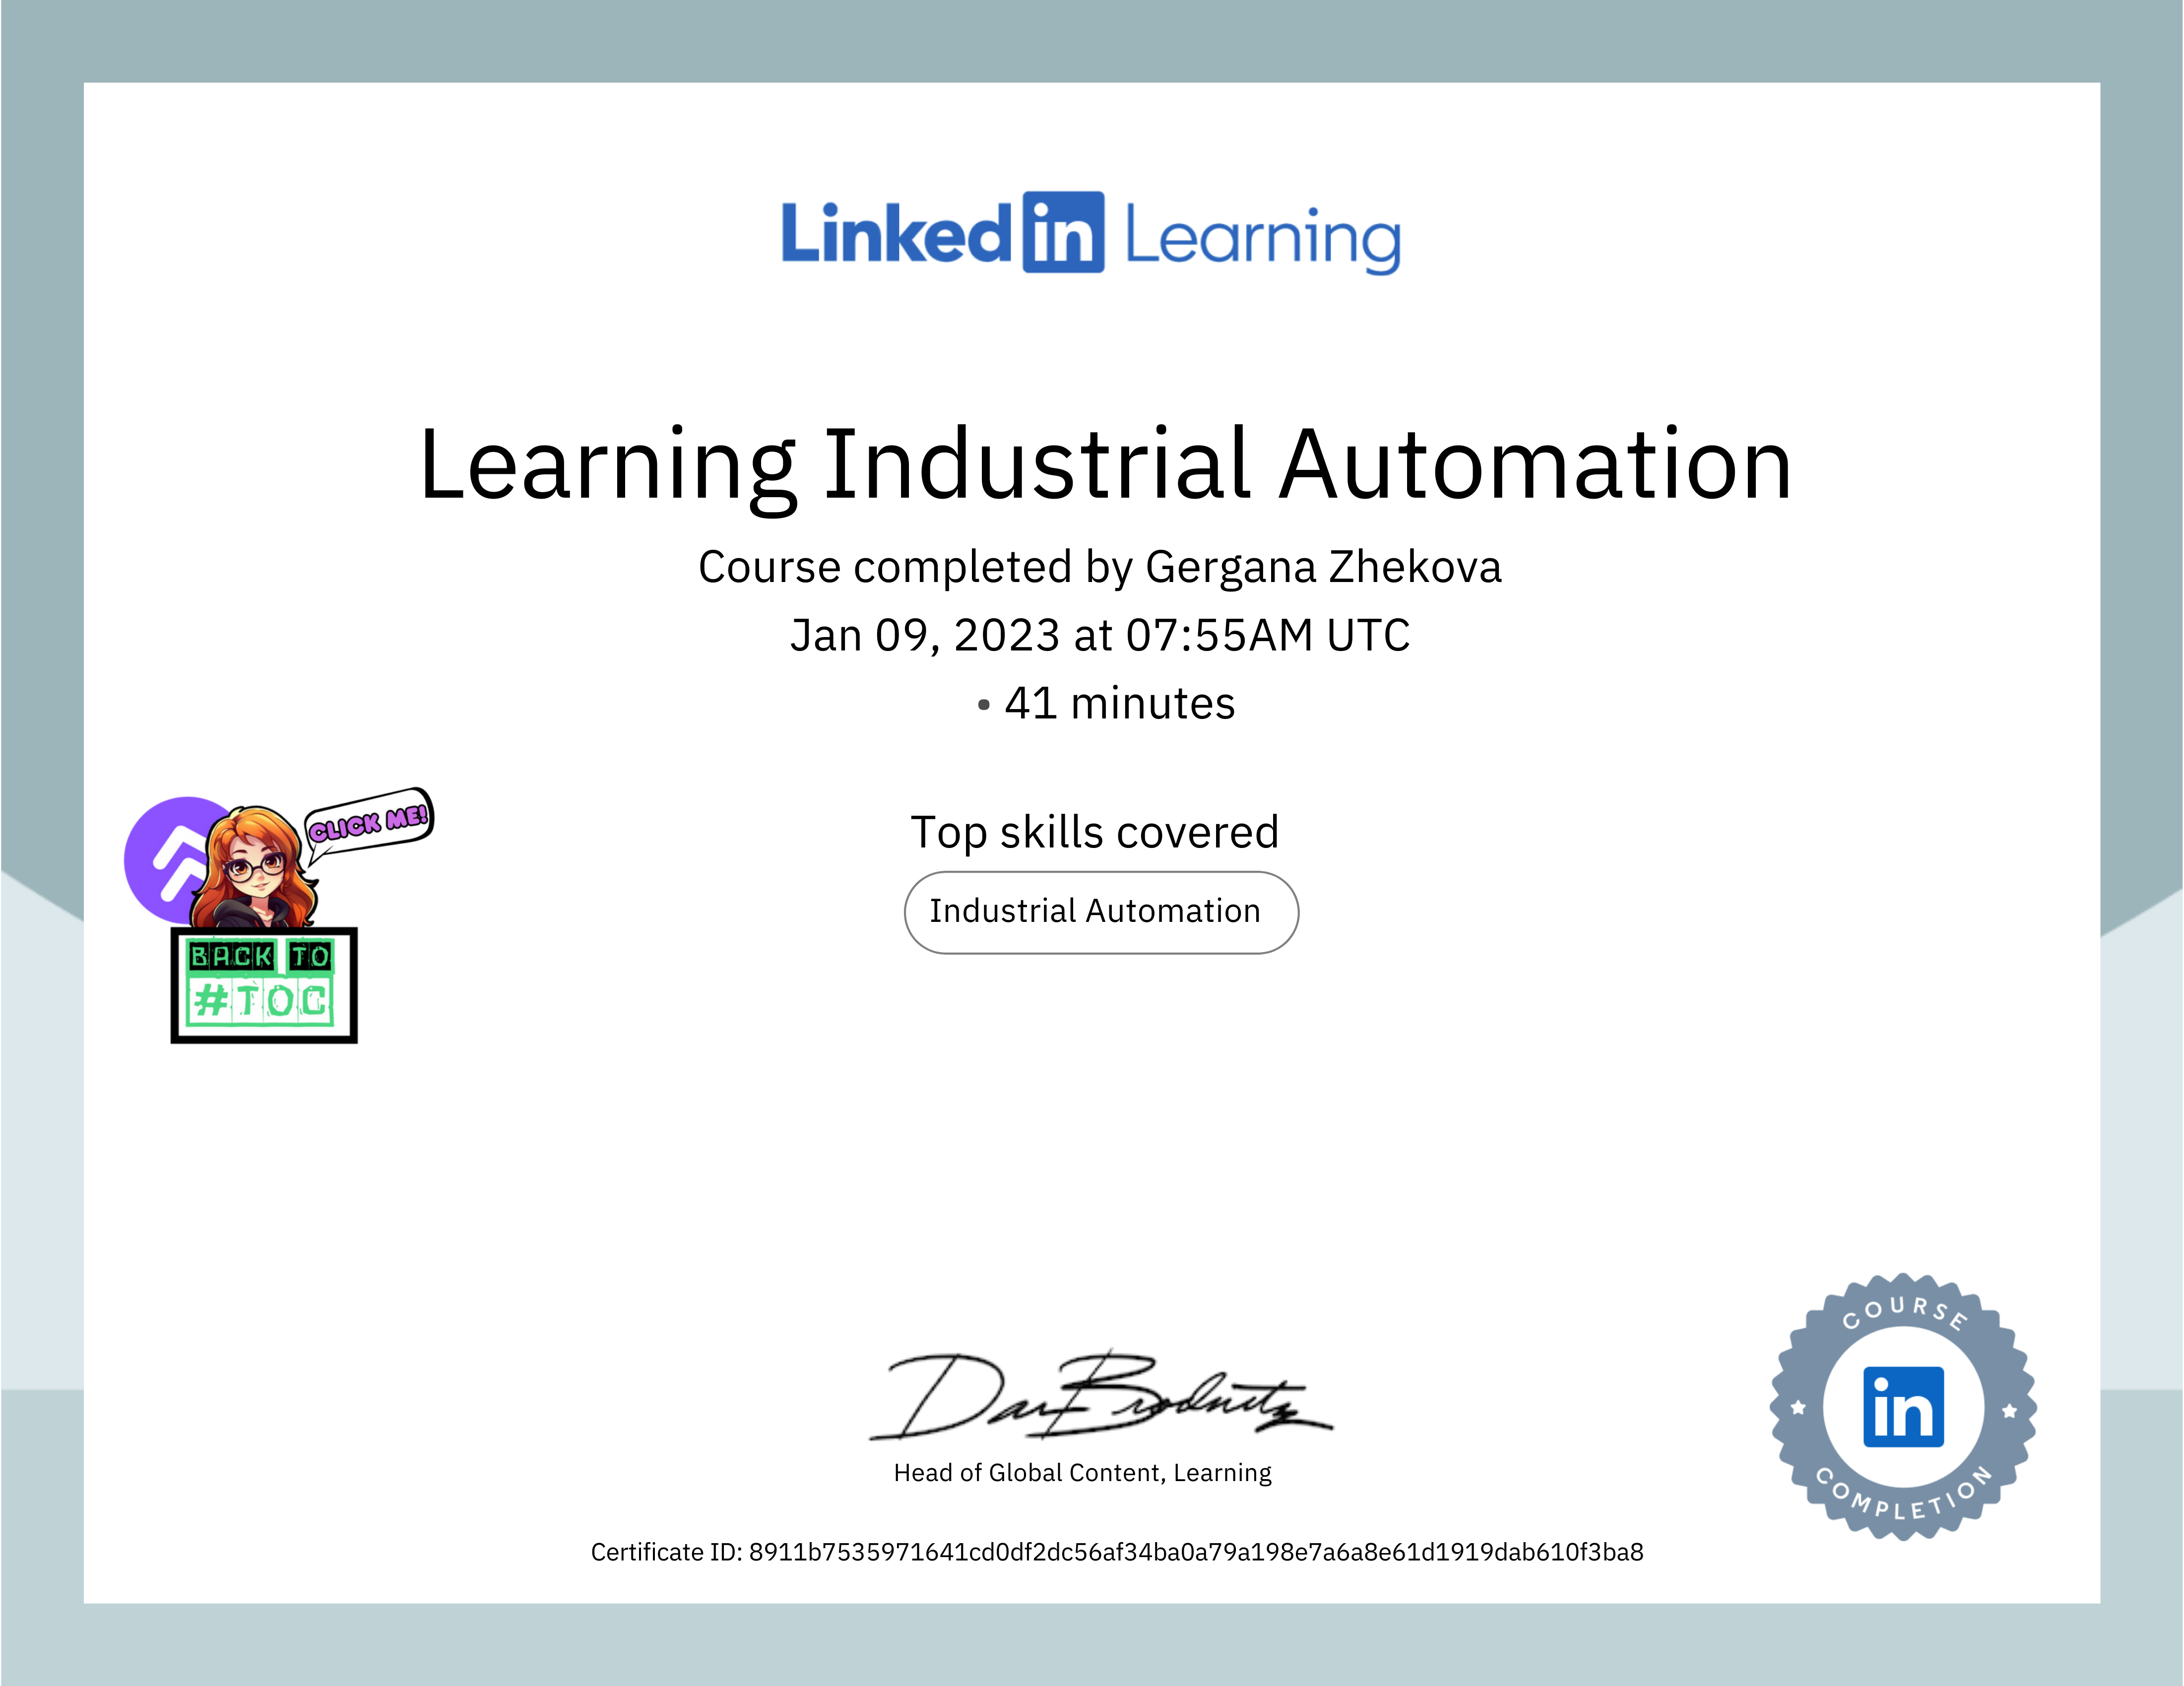 Linked in Learning
Learning Industrial Automation
Course completed by Gergana Zhekova
Jan 09, 2023 at 07:55AM UTC
• 41 minutes
CLICK ME!
BACK TO
#TOC
Top skills covered
Industrial Automation
Dan Brodnitz
Head of Global Content, Learning
Certificate ID: 8911b7535971641cd0df2dc56af34ba0a79a198e7a6a8e61d1919dab610f3ba8
COURSE
in
COMPLETION